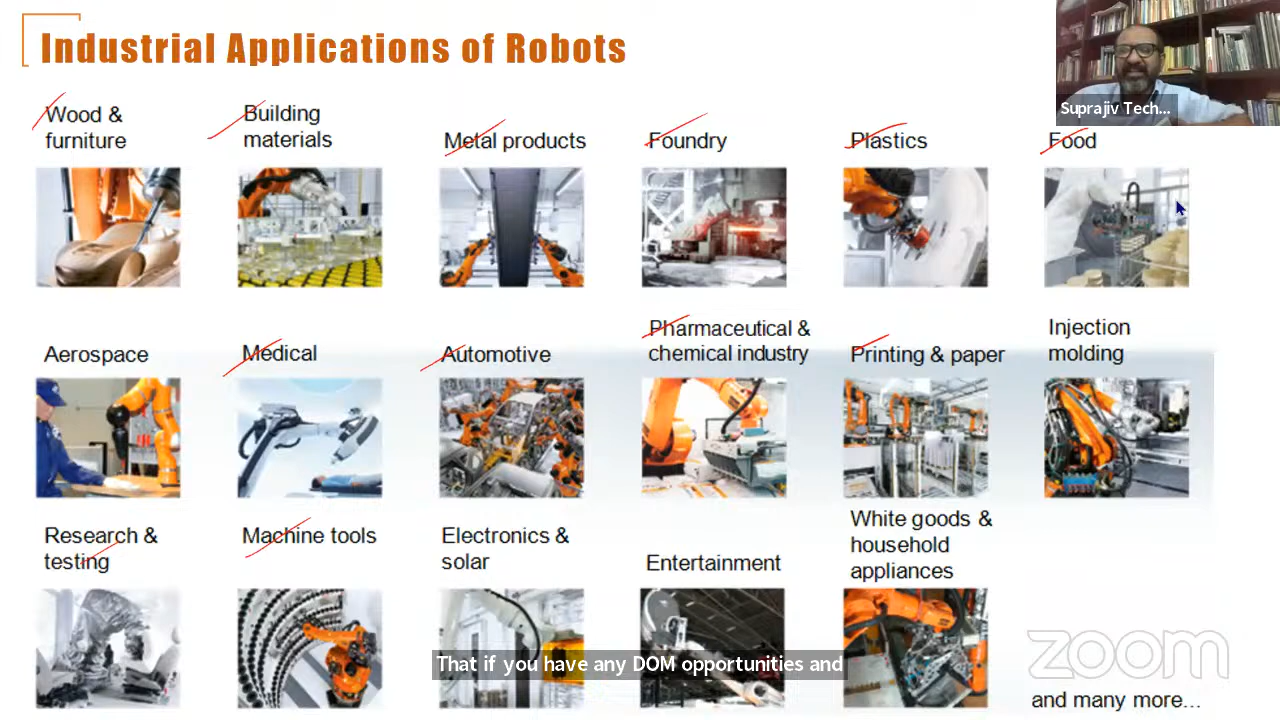 Industrial Applications of Robots
Suprajiv Tech...
Wood &
furniture
Building
materials
Metal products
Foundry
Plastics
Food
Aerospace
Medical
Automotive
Pharmaceutical &
chemical industry
Printing & paper
Injection
molding
Research &
testing
Machine tools
Electronics &
solar
Entertainment
White goods &
household
appliances
That if you have any DOM opportunities and
zoom
and many more...